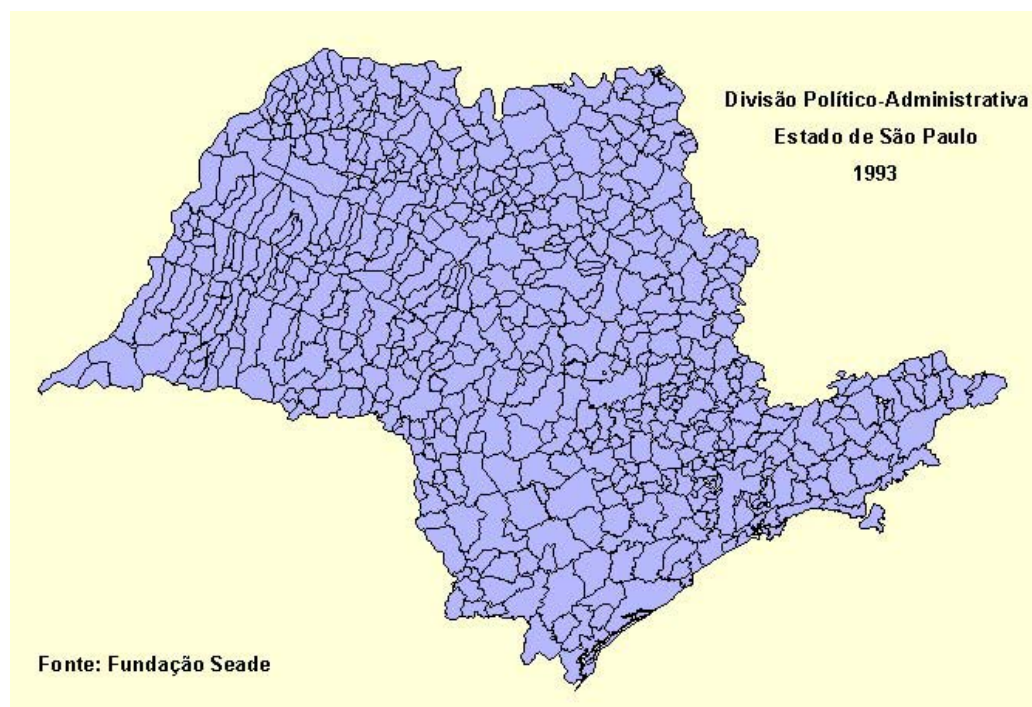 Divisão Político-Administrativa
Estado de São Paulo
1993
Fonte: Fundação Seade